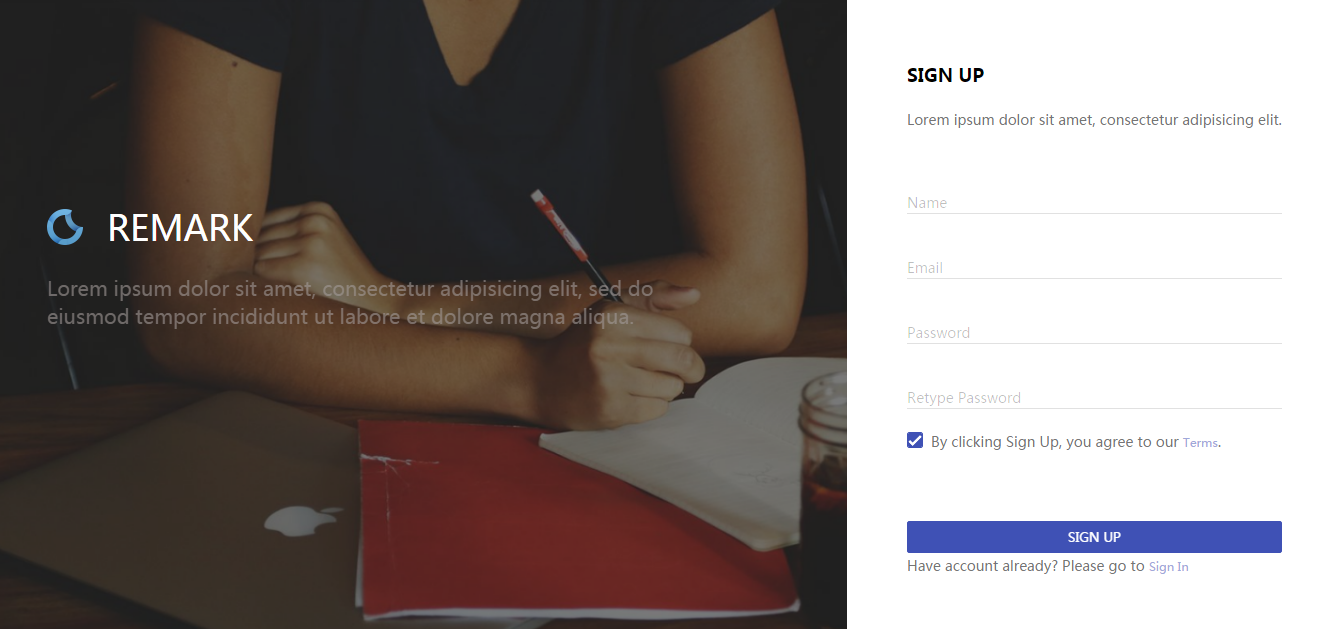 REMARK
Lorem ipsum dolor sit amet, consectetur adipisicing elit, sed do
eiusmod tempor incididunt ut labore et dolore magna aliqua.
SIGN UP
Lorem ipsum dolor sit amet, consectetur adipisicing elit.
Name
Email
Password
Retype Password
By clicking Sign Up, you agree to our Terms.
SIGN UP
Have account already? Please go to Sign In